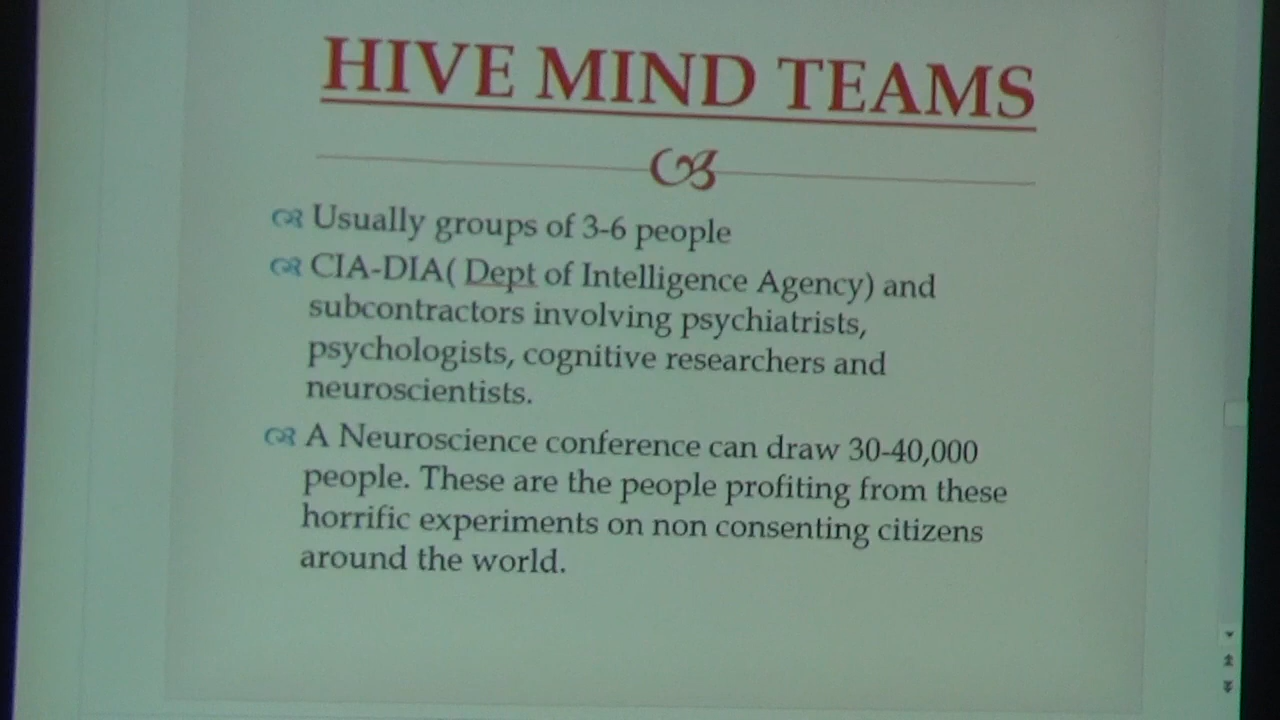 HIVE MIND TEAMS
Usually groups of 3-6 people
CIA-DIA( Dept of Intelligence Agency) and
subcontractors involving psychiatrists,
psychologists, cognitive researchers and
neuroscientists.
A Neuroscience conference can draw 30-40,000
people. These are the people profiting from these
horrific experiments on non consenting citizens
around the world.